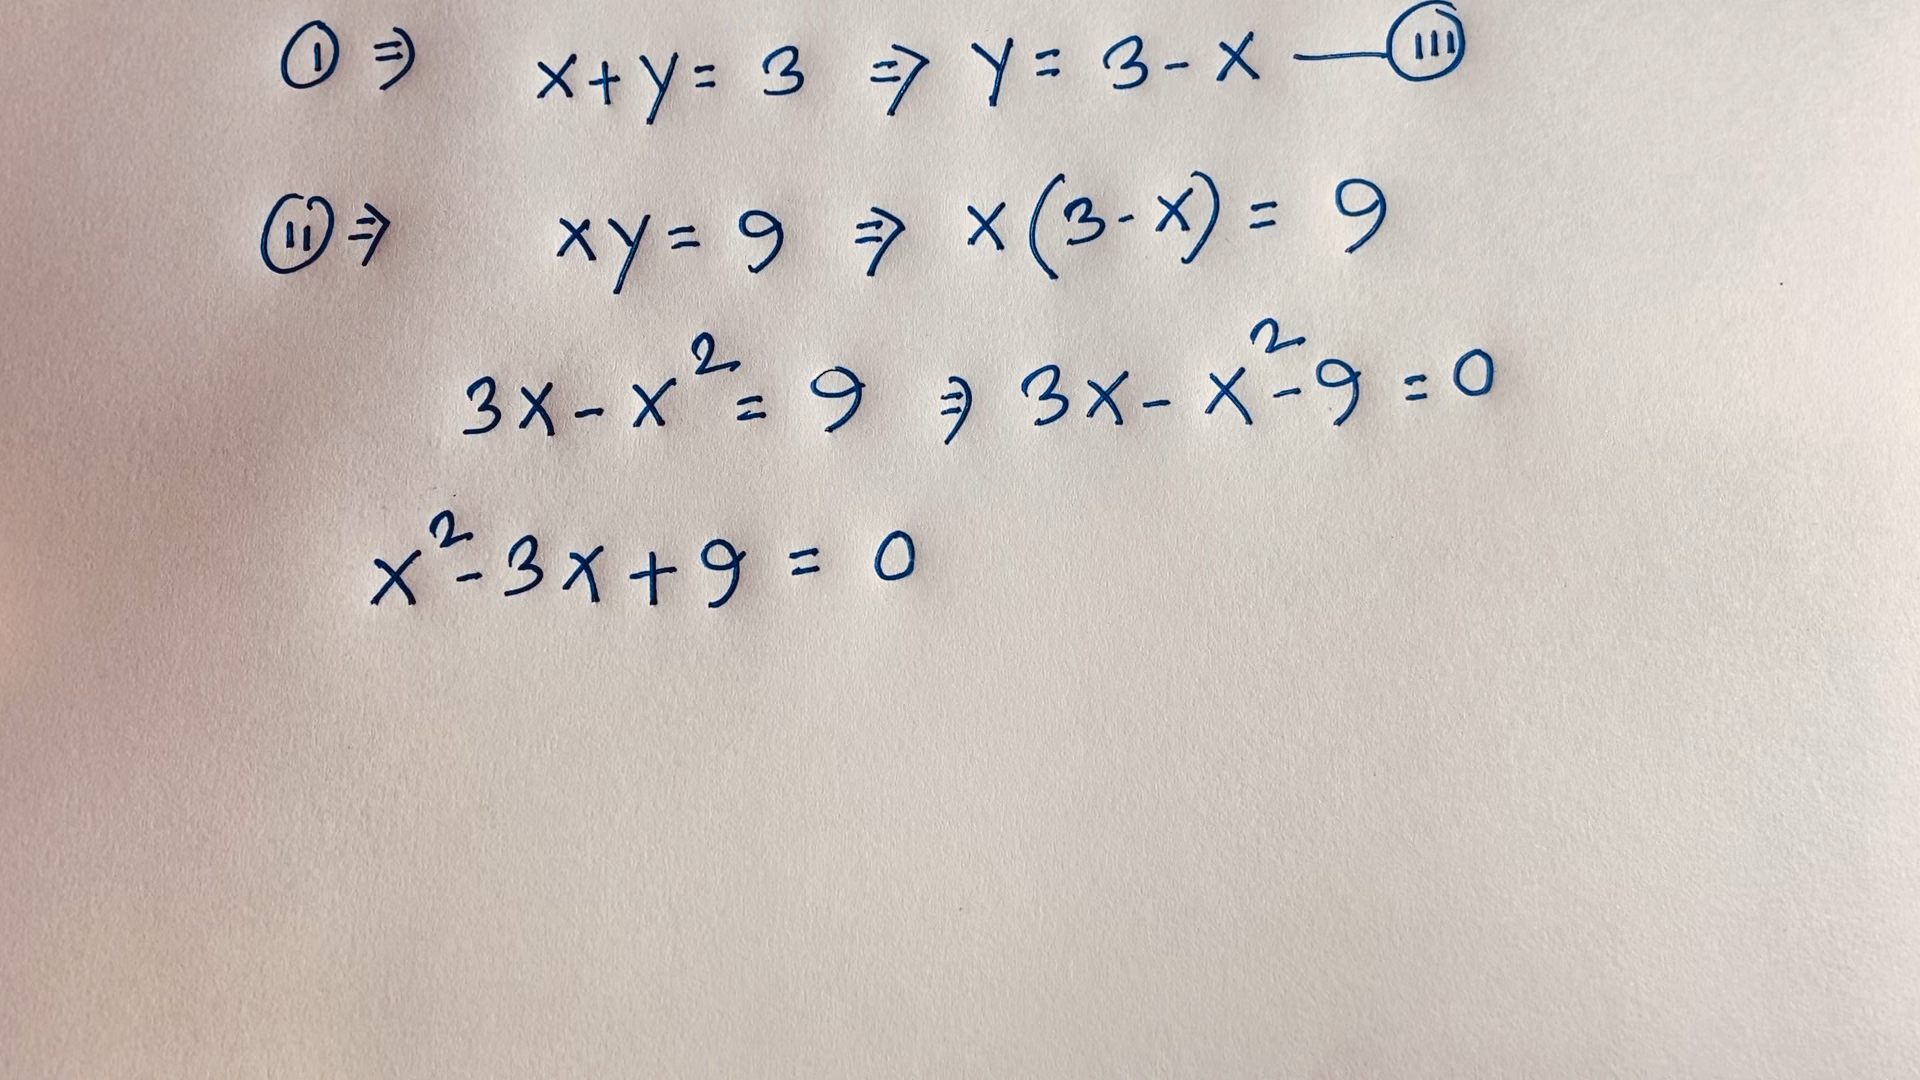 ① ⇒ x+y = 3 ⇒ y = 3 - x —(III)
(II) ⇒ xy = 9 ⇒ x(3-x) = 9
3x - x² = 9 ⇒ 3x - x² - 9 = 0
x² - 3x + 9 = 0